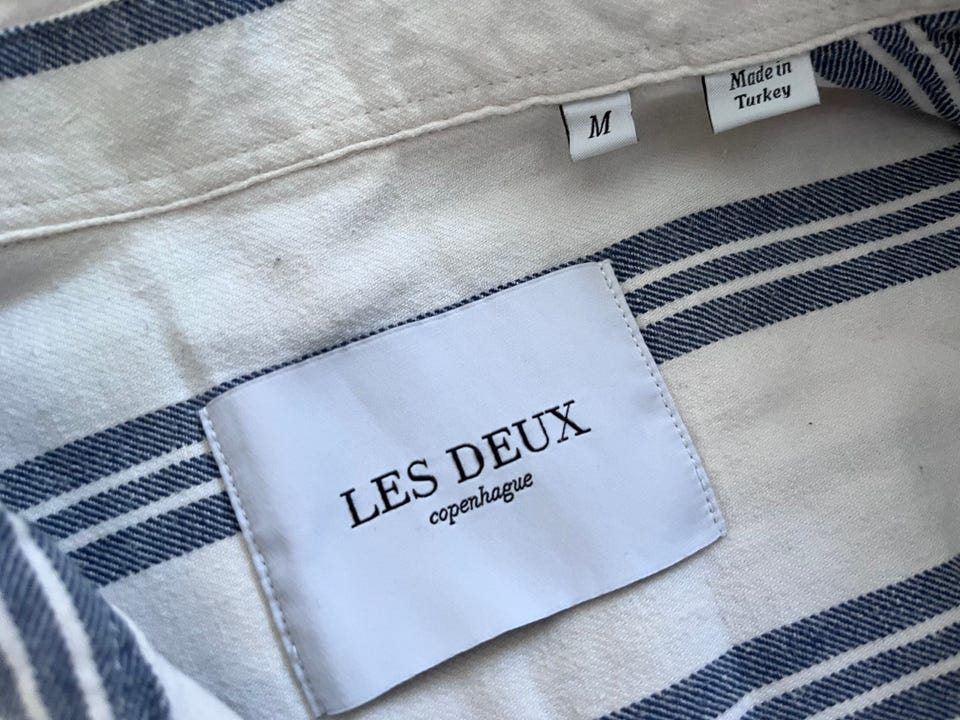 M
Made in
Turkey
LES DEUX
copenhague